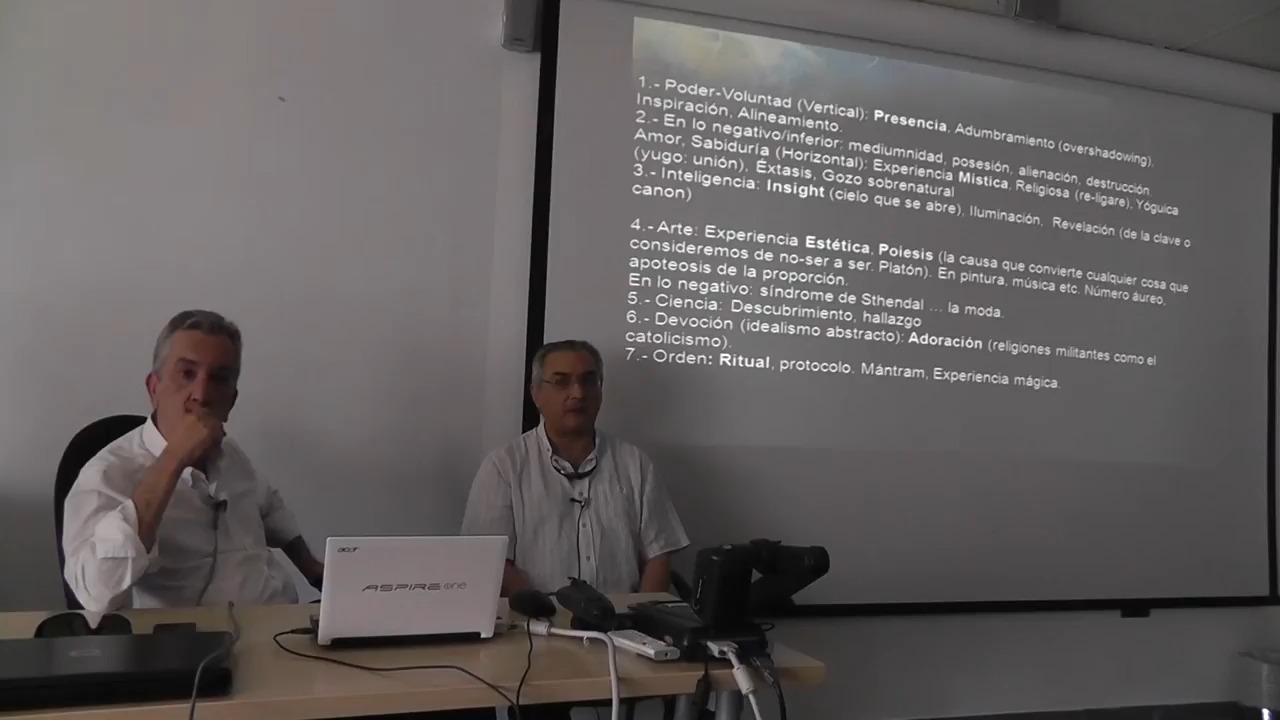 1.- Poder-Voluntad (Vertical): Presencia, Adumbramiento (overshadowing).
Inspiración, Alineamiento.
2.- En lo negativo/inferior: mediumnidad, posesión, alienación, destrucción.
Amor, Sabiduría (Horizontal): Experiencia Mística, Religiosa (re-ligare), Yóguica
(yugo: unión), Éxtasis, Gozo sobrenatural
3.- Inteligencia: Insight (cielo que se abre), Iluminación, Revelación (de la clave o
canon)
4.- Arte: Experiencia Estética, Poiesis (la causa que convierte cualquier cosa que
consideremos de no-ser a ser. Platón). En pintura, música etc. Número áureo,
apoteosis de la proporción.
En lo negativo: síndrome de Sthendal ... la moda.
5.- Ciencia: Descubrimiento, hallazgo
6.- Devoción (idealismo abstracto): Adoración (religiones militantes como el
catolicismo).
7.- Orden: Ritual, protocolo. Mántram, Experiencia mágica.
acer
ASPIRE one